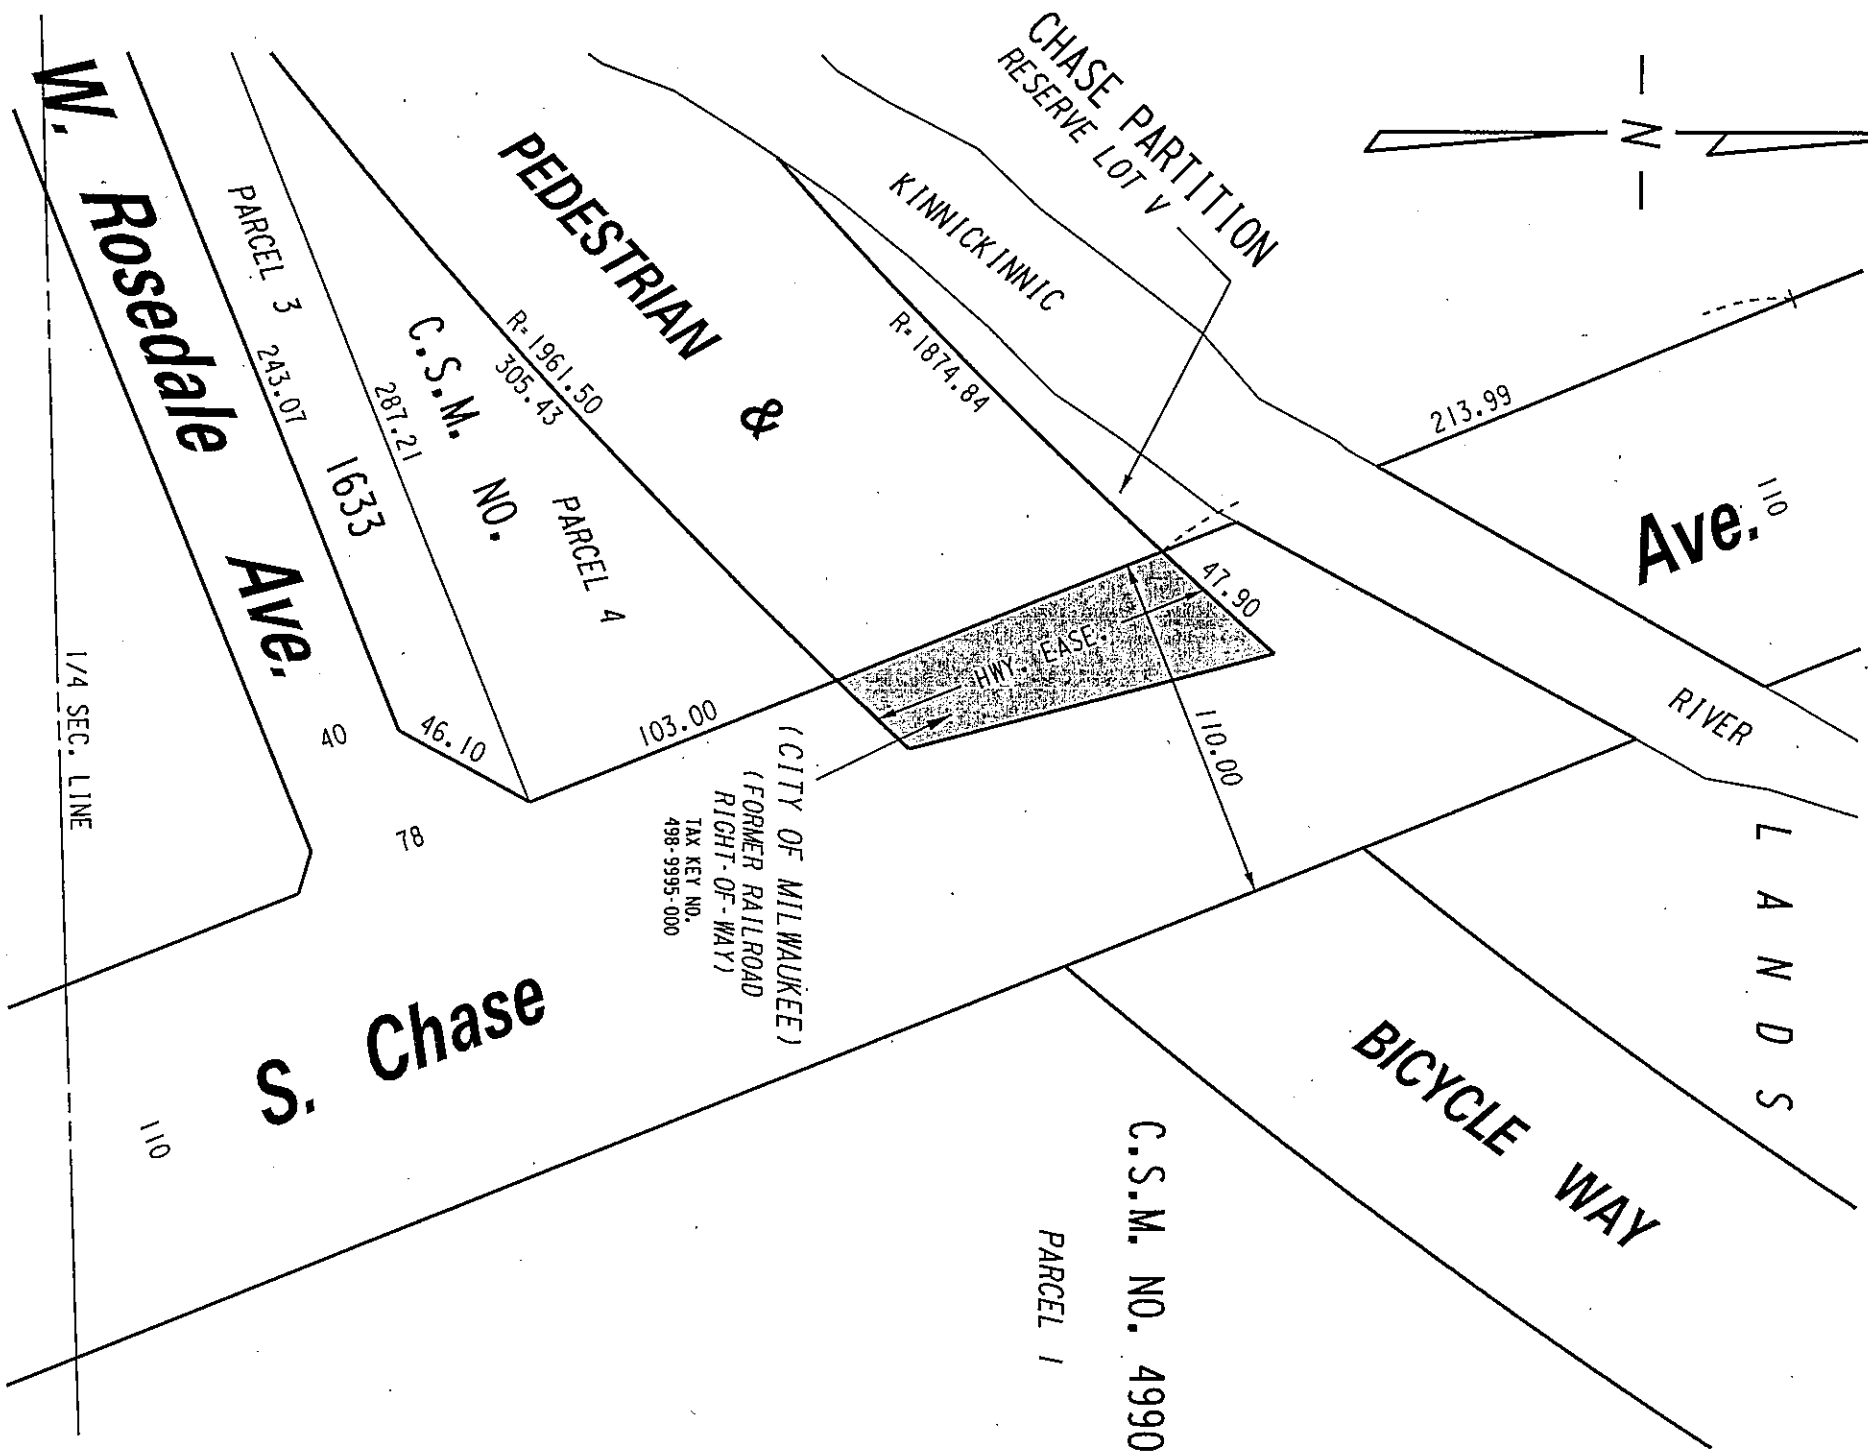 CHASE PARTITION
RESERVE LOT V
N
KINNICKINNIC
RIVER
W. Rosedale Ave.
PARCEL 3
243.07
287.21
C.S.M. NO. 1633
R=1961.50
305.43
PARCEL 4
PEDESTRIAN &
BICYCLE WAY
R=1874.84
213.99
110
S. Chase Ave.
47.90
HWY. EASE.
110.00
103.00
46.10
40
78
110
1/4 SEC. LINE
(CITY OF MILWAUKEE)
(FORMER RAILROAD
RIGHT-OF-WAY)
TAX KEY NO.
498-9995-000
LANDS
C.S.M. NO. 4990
PARCEL 1